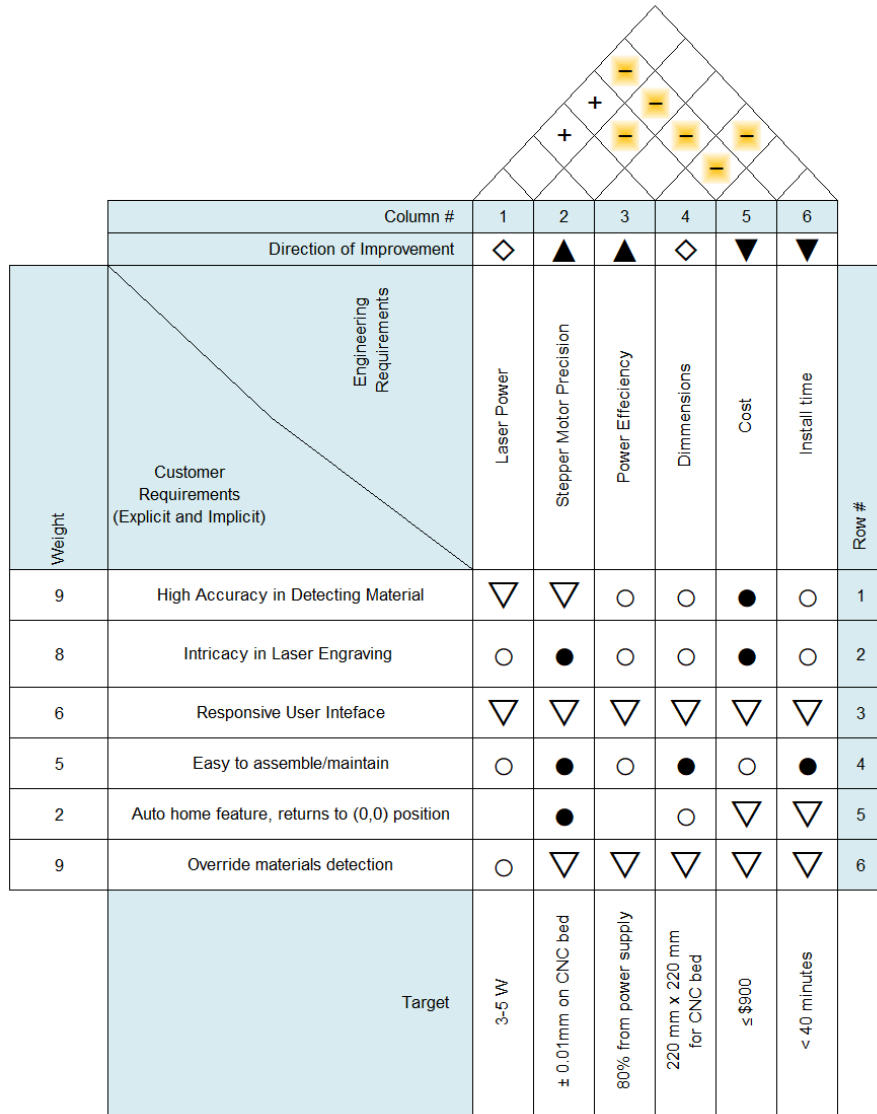 −
+ −
+ − − −
−
Column # 1 2 3 4 5 6
Direction of Improvement ◇ ▲ ▲ ◇ ▼ ▼
Engineering
Requirements
Customer
Requirements
(Explicit and Implicit)
Weight
Laser Power
Stepper Motor Precision
Power Effeciency
Dimmensions
Cost
Install time
Row #
9 High Accuracy in Detecting Material ▽ ▽ ○ ○ ● ○ 1
8 Intricacy in Laser Engraving ○ ● ○ ○ ● ○ 2
6 Responsive User Inteface ▽ ▽ ▽ ▽ ▽ ▽ 3
5 Easy to assemble/maintain ○ ● ○ ● ○ ● 4
2 Auto home feature, returns to (0,0) position ● ○ ▽ ▽ 5
9 Override materials detection ○ ▽ ▽ ▽ ▽ ▽ 6
Target
3-5 W
± 0.01mm on CNC bed
80% from power supply
220 mm x 220 mm
for CNC bed
≤ $900
< 40 minutes